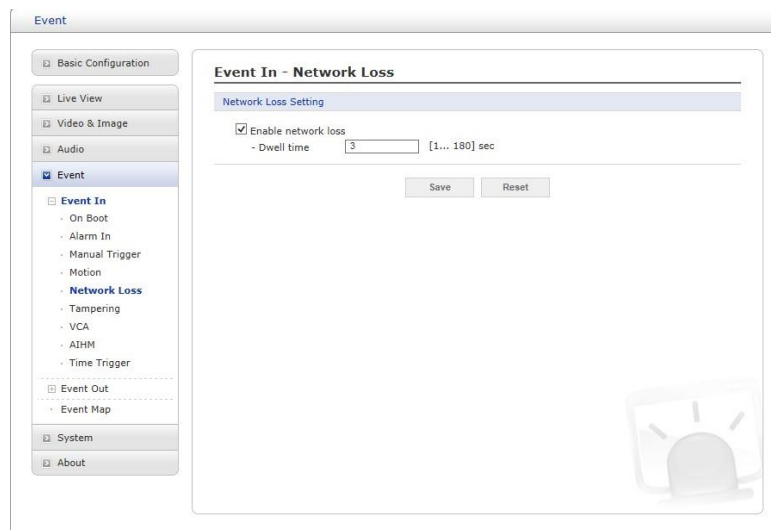 Event
Basic Configuration
Live View
Video & Image
Audio
Event
Event In
On Boot
Alarm In
Manual Trigger
Motion
Network Loss
Tampering
VCA
AIHM
Time Trigger
Event Out
Event Map
System
About
Event In - Network Loss
Network Loss Setting
Enable network loss
- Dwell time 3 [1... 180] sec
Save Reset